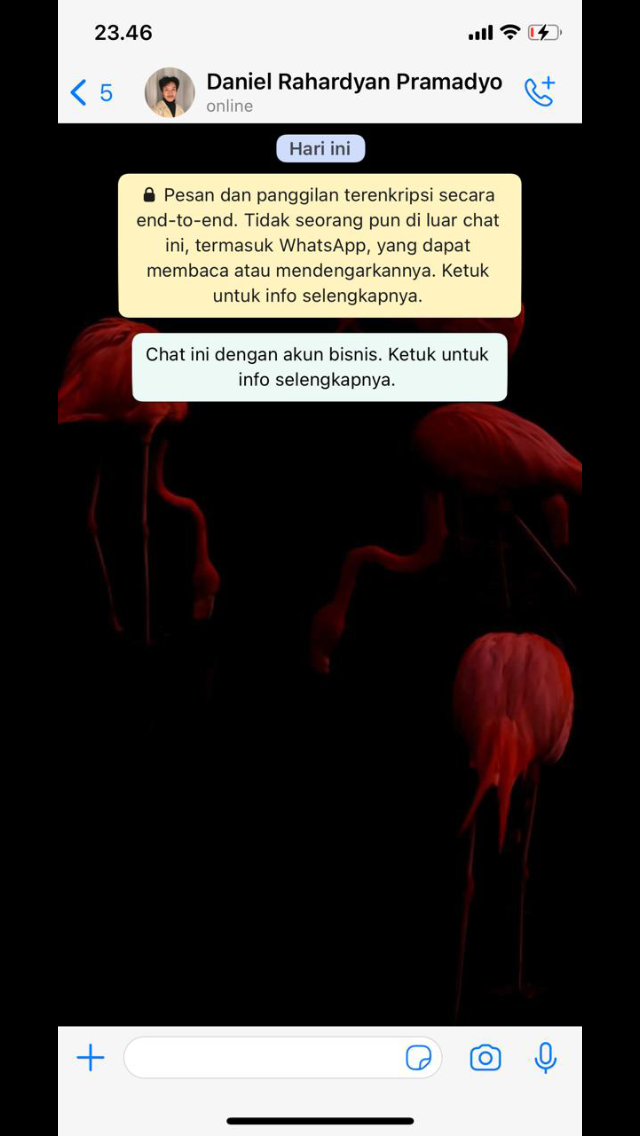 23.46
5
Daniel Rahardyan Pramadyo
online
Hari ini
Pesan dan panggilan terenkripsi secara
end-to-end. Tidak seorang pun di luar chat
ini, termasuk WhatsApp, yang dapat
membaca atau mendengarkannya. Ketuk
untuk info selengkapnya.
Chat ini dengan akun bisnis. Ketuk untuk
info selengkapnya.